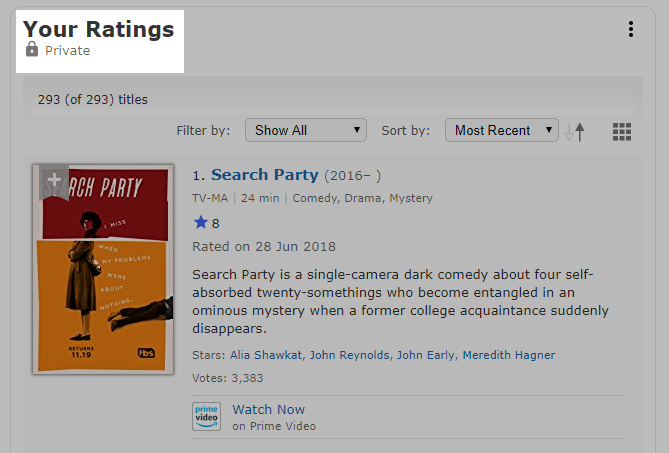 Your Ratings
Private
293 (of 293) titles
Filter by: Show All Sort by: Most Recent
1. Search Party (2016– )
TV-MA | 24 min | Comedy, Drama, Mystery
8
Rated on 28 Jun 2018
Search Party is a single-camera dark comedy about four self-
absorbed twenty-somethings who become entangled in an
ominous mystery when a former college acquaintance suddenly
disappears.
Stars: Alia Shawkat, John Reynolds, John Early, Meredith Hagner
Votes: 3,383
prime
video
Watch Now
on Prime Video
SEARCH PARTY
I MISS
WHEN
MY PROBLEMS
WERE
ABOUT
NOTHING.
RETURNS
11.19
tbs